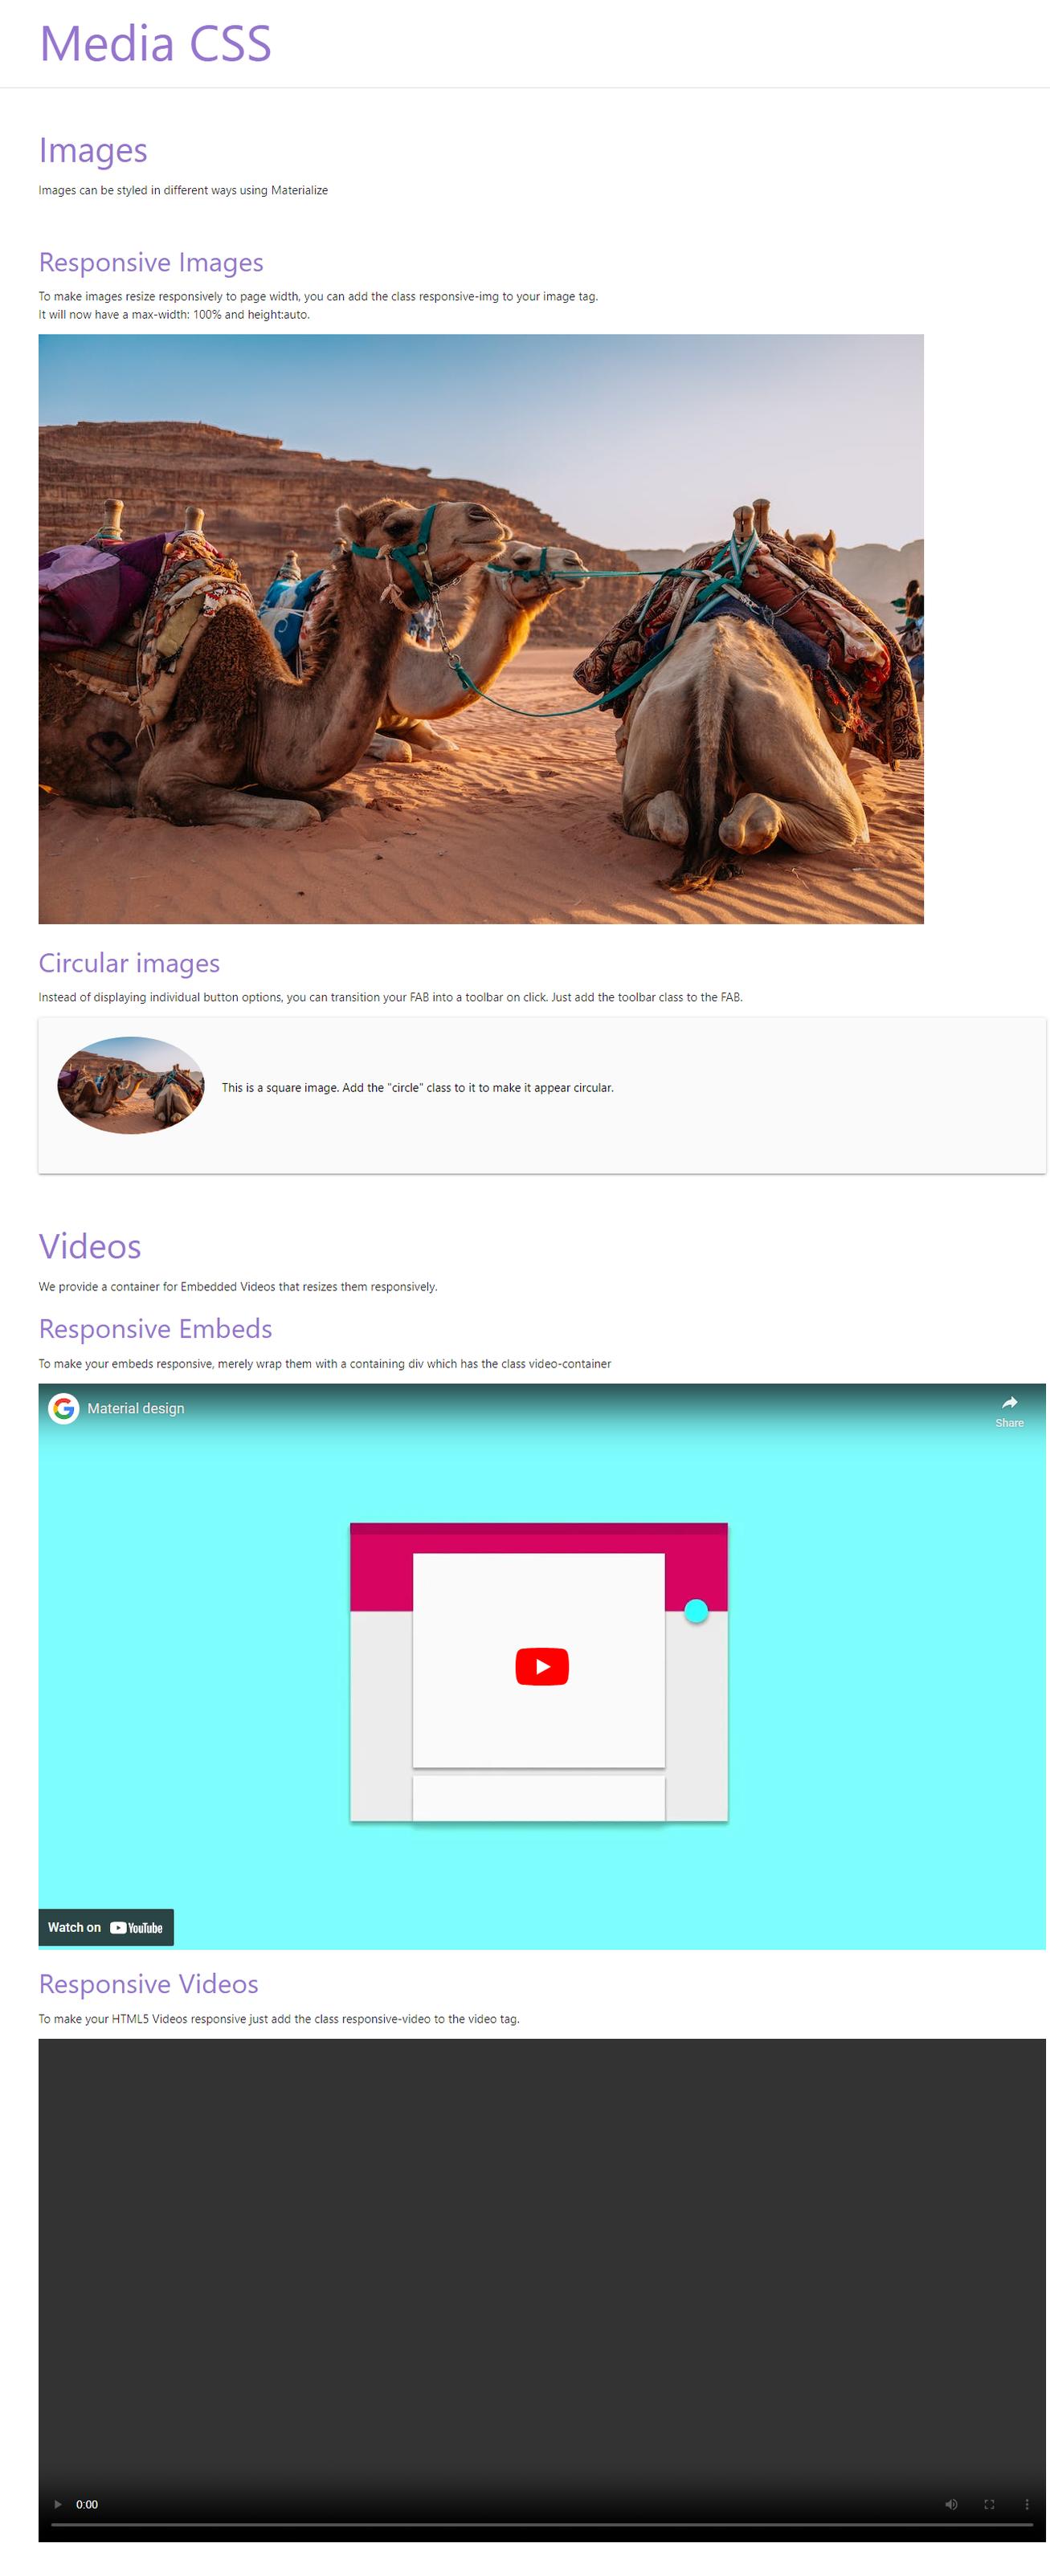 Media CSS
Images
Images can be styled in different ways using Materialize
Responsive Images
To make images resize responsively to page width, you can add the class responsive-img to your image tag.
It will now have a max-width: 100% and height:auto.
Circular images
Instead of displaying individual button options, you can transition your FAB into a toolbar on click. Just add the toolbar class to the FAB.
This is a square image. Add the "circle" class to it to make it appear circular.
Videos
We provide a container for Embedded Videos that resizes them responsively.
Responsive Embeds
To make your embeds responsive, merely wrap them with a containing div which has the class video-container
G Material design
Share
Watch on YouTube
Responsive Videos
To make your HTML5 Videos responsive just add the class responsive-video to the video tag.
0:00